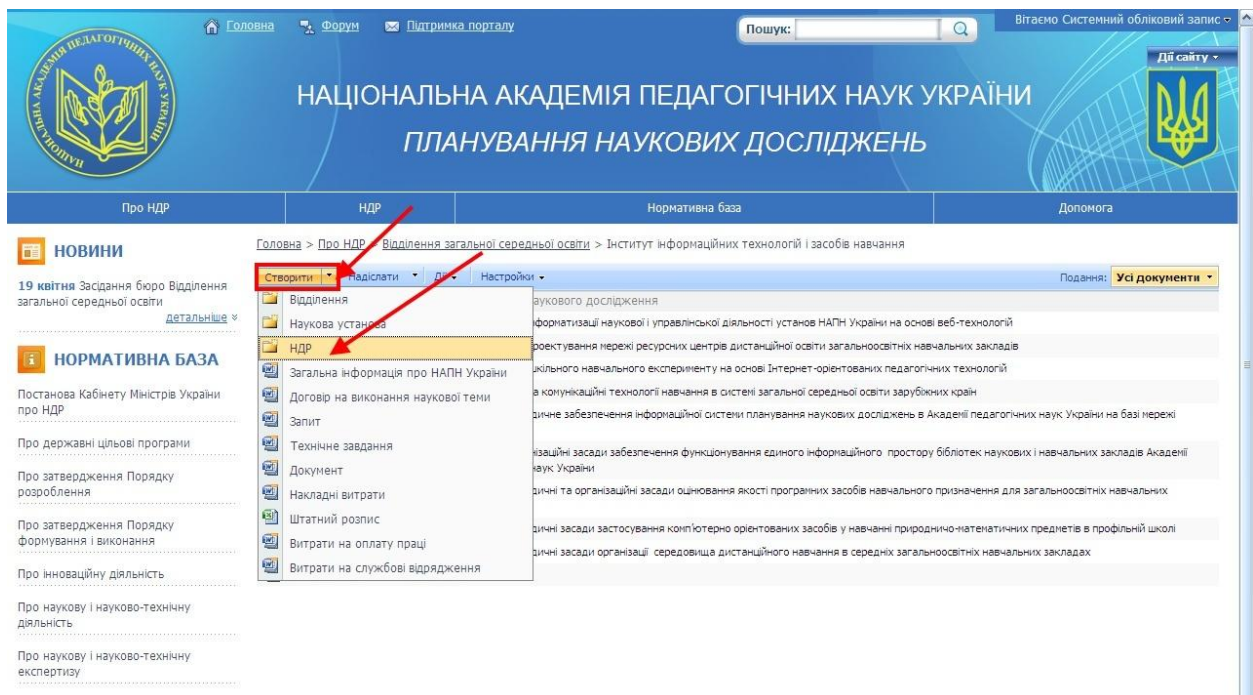 Головна Форум Підтримка порталу
Пошук:
Вітаємо Системний обліковий запис
Дії сайту
НАЦІОНАЛЬНА АКАДЕМІЯ ПЕДАГОГІЧНИХ НАУК УКРАЇНИ
НАЦІОНАЛЬНА АКАДЕМІЯ ПЕДАГОГІЧНИХ НАУК УКРАЇНИ
ПЛАНУВАННЯ НАУКОВИХ ДОСЛІДЖЕНЬ
Про НДР НДР Нормативна база Допомога
НОВИНИ
19 квітня Засідання бюро Відділення
загальної середньої освіти
детальніше
НОРМАТИВНА БАЗА
Постанова Кабінету Міністрів України
про НДР
Про державні цільові програми
Про затвердження Порядку
розроблення
Про затвердження Порядку
формування і виконання
Про інноваційну діяльність
Про наукову і науково-технічну
діяльність
Про наукову і науково-технічну
експертизу
Головна > Про НДР > Відділення загальної середньої освіти > Інститут інформаційних технологій і засобів навчання
Створити Надіслати Дії Настройки Подання: Усі документи
Відділення
Наукова установа
НДР
Загальна інформація про НАПН України
Договір на виконання наукової теми
Запит
Технічне завдання
Документ
Накладні витрати
Штатний розпис
Витрати на оплату праці
Витрати на службові відрядження
аукового дослідження
форматизації наукової і управлінської діяльності установ НАПН України на основі веб-технологій
роектування мережі ресурсних центрів дистанційної освіти загальноосвітніх навчальних закладів
шкільного навчального експерименту на основі Інтернет-орієнтованих педагогічних технологій
а комунікаційні технології навчання в системі загальної середньої освіти зарубіжних країн
дичне забезпечення інформаційної системи планування наукових досліджень в Академії педагогічних наук України на базі мережі
нізаційні засади забезпечення функціонування єдиного інформаційного простору бібліотек наукових і навчальних закладів Академії
наук України
дичні та організаційні засади оцінювання якості програмних засобів навчального призначення для загальноосвітніх навчальних
дичні засади застосування комп'ютерно орієнтованих засобів у навчанні природничо-математичних предметів в профільній школі
дичні засади організації середовища дистанційного навчання в середніх загальноосвітніх навчальних закладах